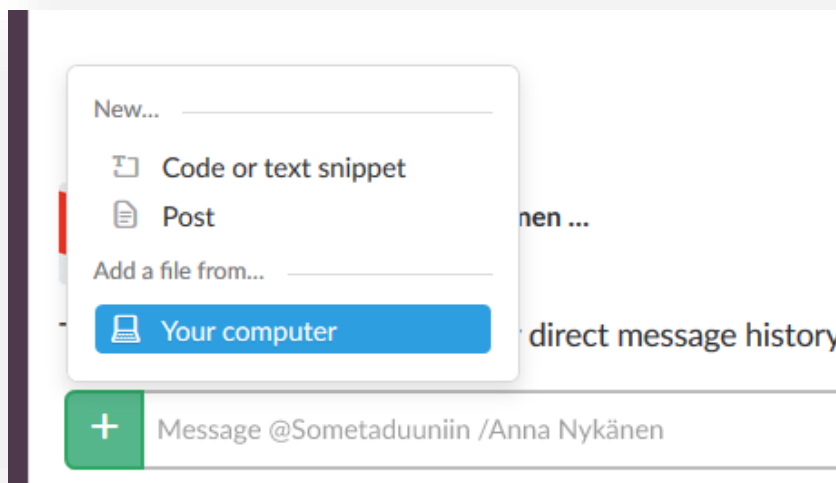 New...
Code or text snippet
Post
nen ...
Add a file from...
Your computer
direct message history
+ Message @Sometaduuniin /Anna Nykänen